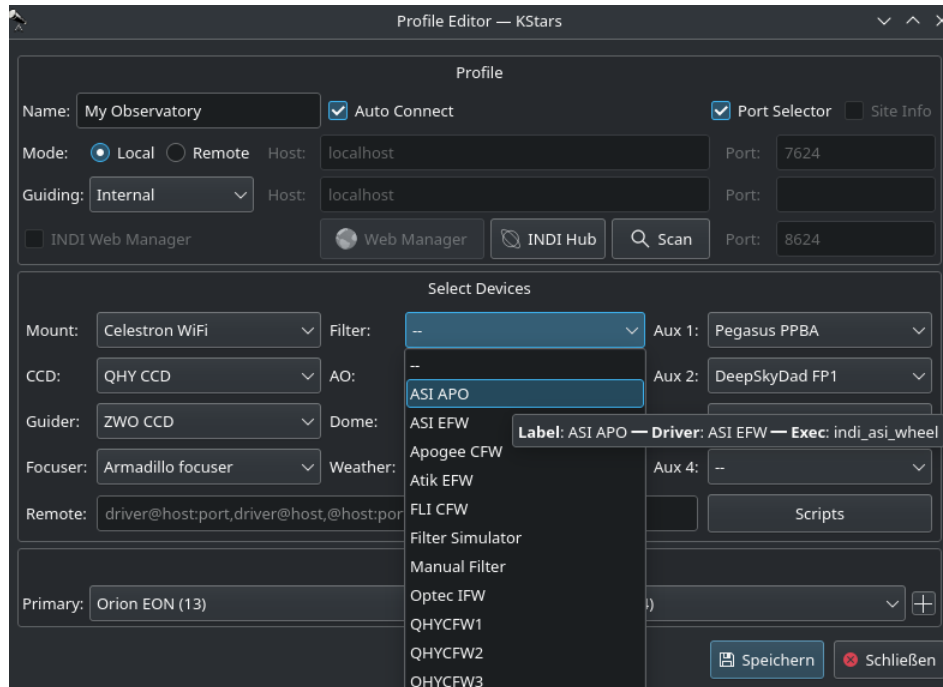 Profile Editor — KStars
Profile
Name: My Observatory Auto Connect Port Selector Site Info
Mode: Local Remote Host: localhost Port: 7624
Guiding: Internal Host: localhost Port:
INDI Web Manager Web Manager INDI Hub Scan Port: 8624
Select Devices
Mount: Celestron WiFi Filter: -- Aux 1: Pegasus PPBA
--
CCD: QHY CCD AO: Aux 2: DeepSkyDad FP1
ASI APO
Guider: ZWO CCD Dome: ASI EFW
Label: ASI APO — Driver: ASI EFW — Exec: indi_asi_wheel
Apogee CFW
Focuser: Armadillo focuser Weather: Aux 4: --
Atik EFW
Remote: driver@host:port,driver@host,@host:por FLI CFW Scripts
Filter Simulator
Manual Filter
Primary: Orion EON (13) Optec IFW
QHYCFW1
QHYCFW2
Speichern Schließen
QHYCFW3